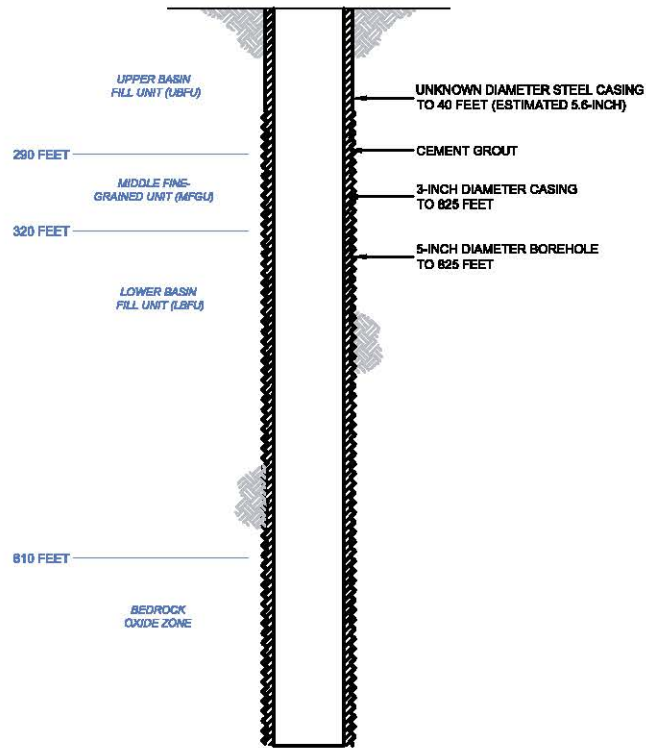 UPPER BASIN
FILL UNIT (UBFU)
UNKNOWN DIAMETER STEEL CASING
TO 40 FEET (ESTIMATED 5.6-INCH)
290 FEET
CEMENT GROUT
MIDDLE FINE-
GRAINED UNIT (MFGU)
3-INCH DIAMETER CASING
TO 825 FEET
320 FEET
5-INCH DIAMETER BOREHOLE
TO 825 FEET
LOWER BASIN
FILL UNIT (LBFU)
610 FEET
BEDROCK
OXIDE ZONE